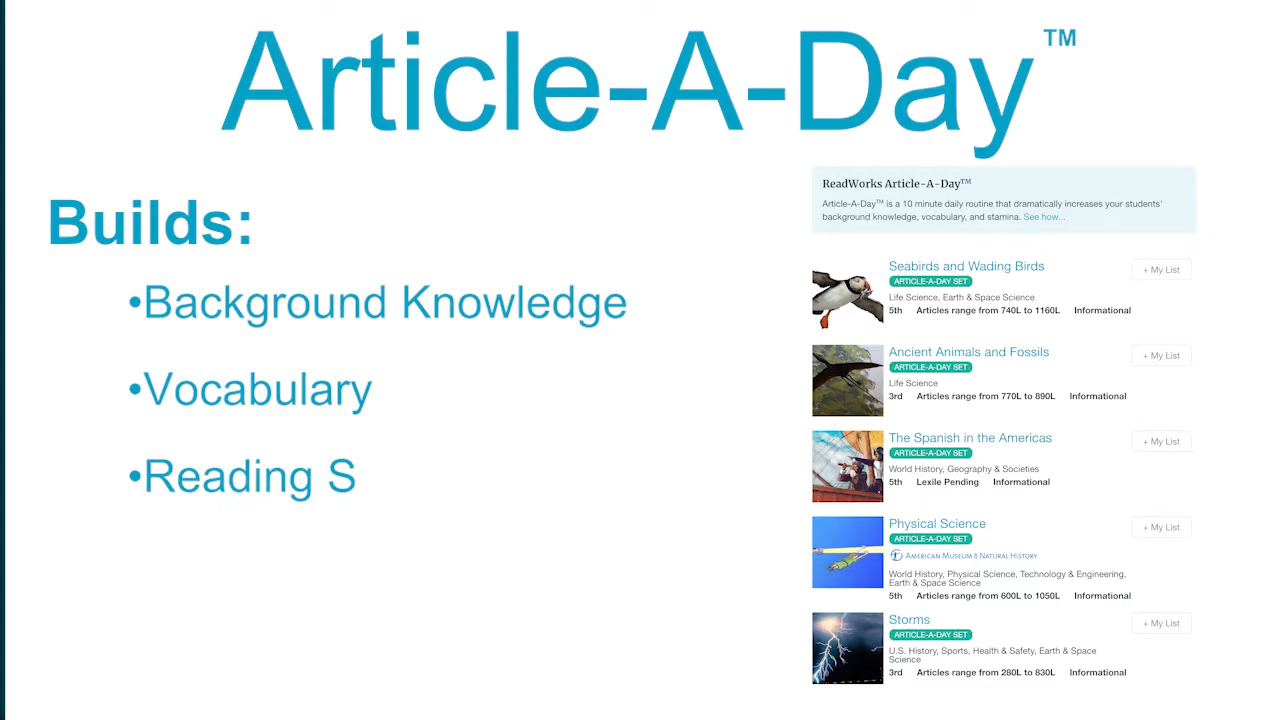 Article-A-Day™
Builds:
•Background Knowledge
•Vocabulary
•Reading S
ReadWorks Article-A-Day™
Article-A-Day™ is a 10 minute daily routine that dramatically increases your students'
background knowledge, vocabulary, and stamina. See how...
Seabirds and Wading Birds
+ My List
ARTICLE-A-DAY SET
Life Science, Earth & Space Science
5th Articles range from 740L to 1160L Informational
Ancient Animals and Fossils
+ My List
ARTICLE-A-DAY SET
Life Science
3rd Articles range from 770L to 890L Informational
The Spanish in the Americas
+ My List
ARTICLE-A-DAY SET
World History, Geography & Societies
5th Lexile Pending Informational
Physical Science
+ My List
ARTICLE-A-DAY SET
AMERICAN MUSEUM OF NATURAL HISTORY
World History, Physical Science, Technology & Engineering,
Earth & Space Science
5th Articles range from 600L to 1050L Informational
Storms
+ My List
ARTICLE-A-DAY SET
U.S. History, Sports, Health & Safety, Earth & Space
Science
3rd Articles range from 280L to 830L Informational